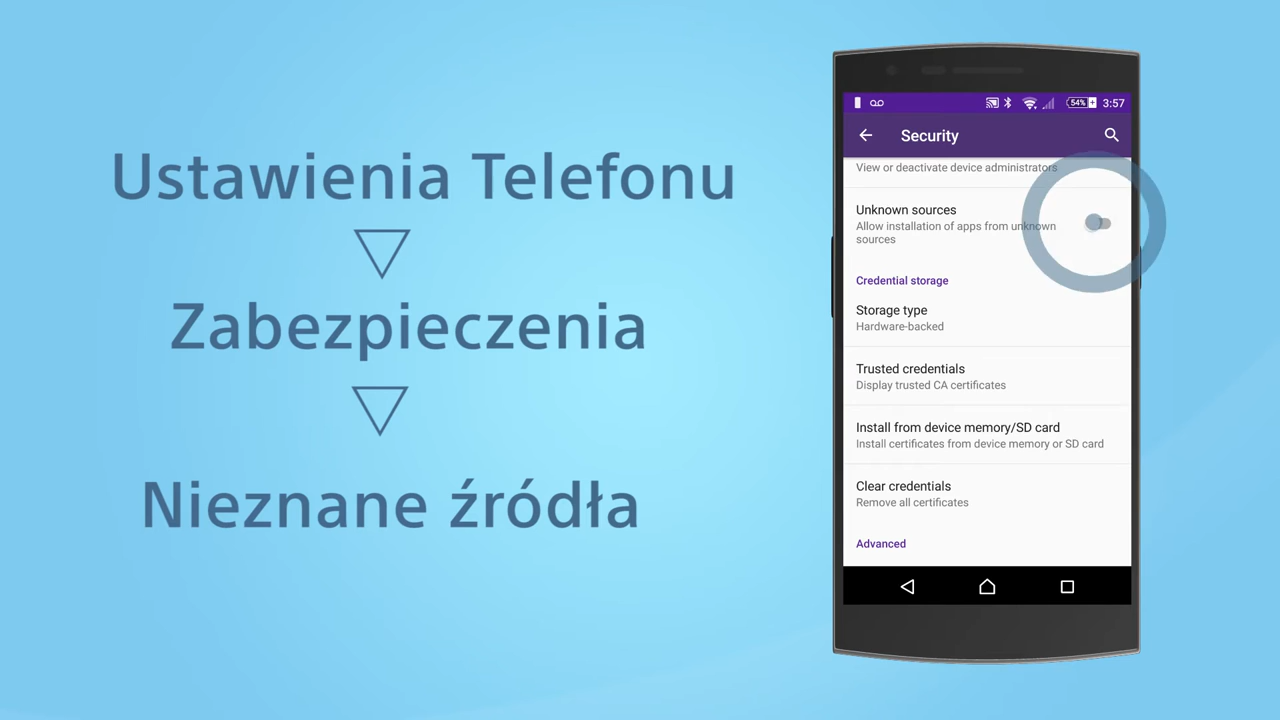 Ustawienia Telefonu
Zabezpieczenia
Nieznane źródła
54% 3:57
Security
View or deactivate device administrators
Unknown sources
Allow installation of apps from unknown
sources
Credential storage
Storage type
Hardware-backed
Trusted credentials
Display trusted CA certificates
Install from device memory/SD card
Install certificates from device memory or SD card
Clear credentials
Remove all certificates
Advanced